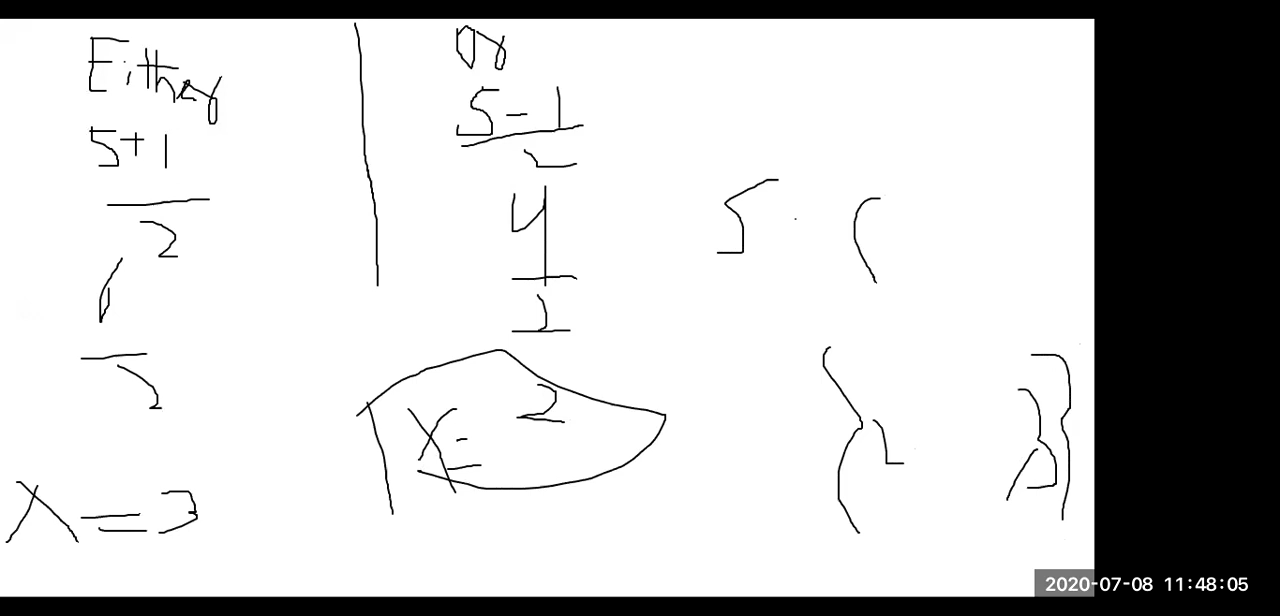 Either
5+1
2
6
2
x=3
Or
5-1
2
4
2
x=2
5. (
{2 3}
2020-07-08 11:48:05